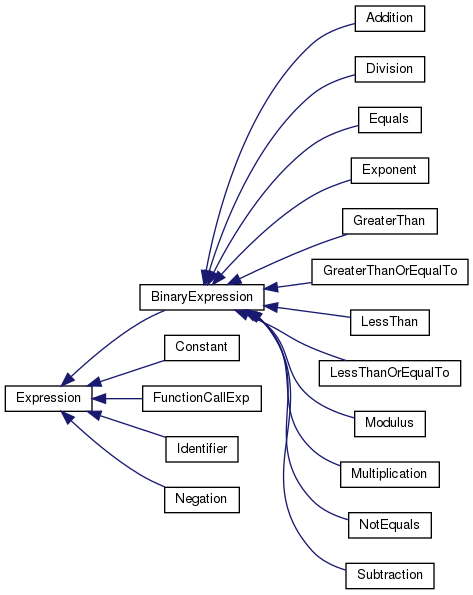 Addition
Division
Equals
Exponent
GreaterThan
GreaterThanOrEqualTo
BinaryExpression
LessThan
Constant
LessThanOrEqualTo
Expression
FunctionCallExp
Modulus
Identifier
Multiplication
Negation
NotEquals
Subtraction